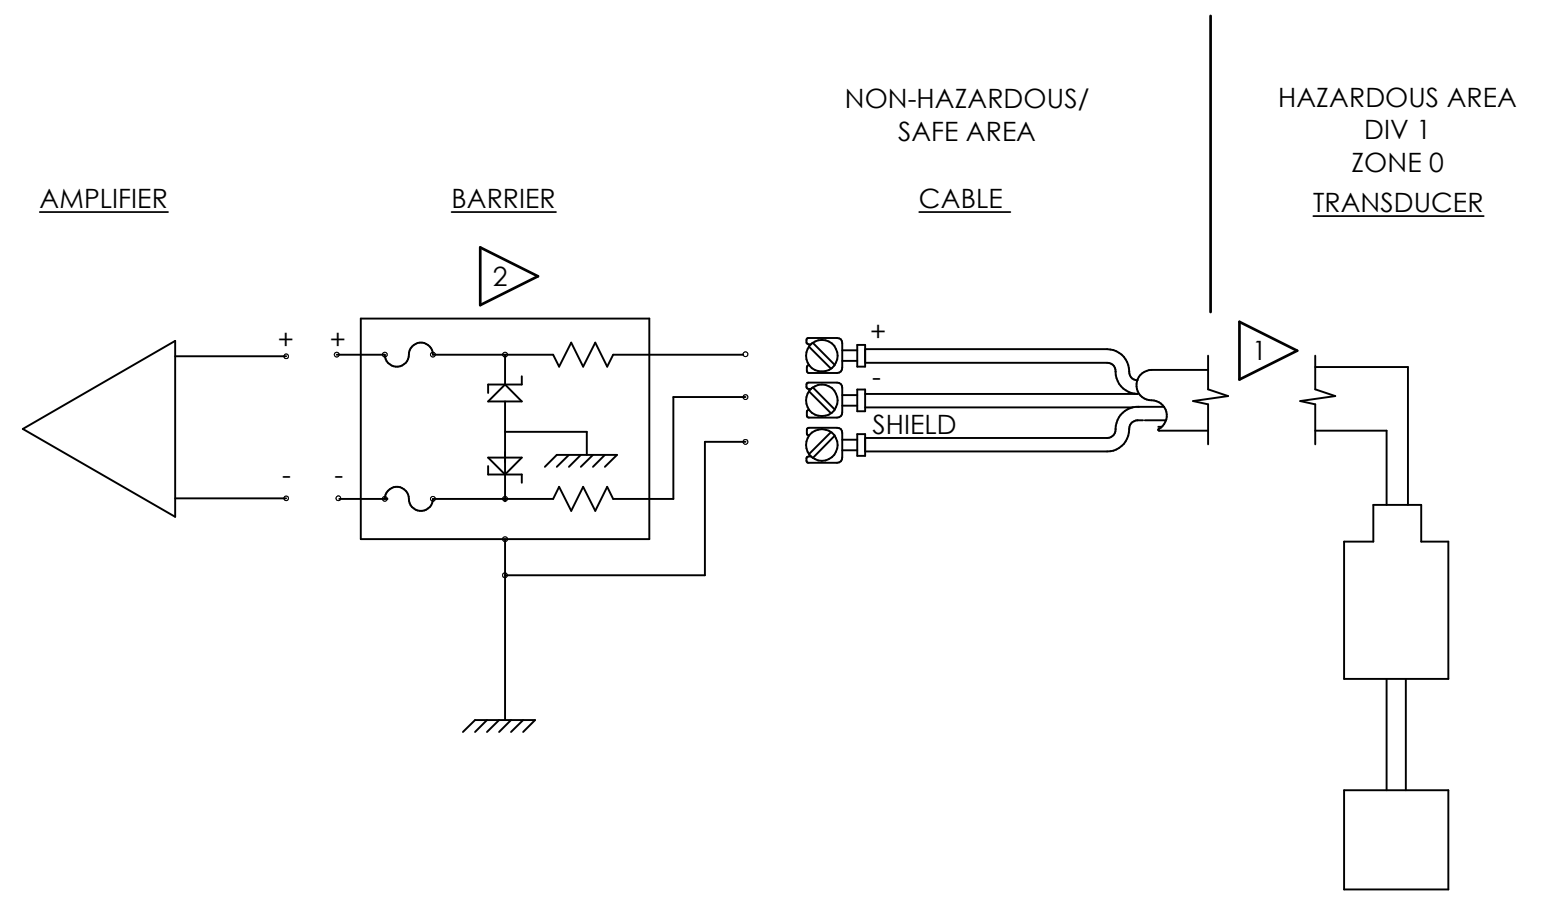 NON-HAZARDOUS/
SAFE AREA
HAZARDOUS AREA
DIV 1
ZONE 0
AMPLIFIER
BARRIER
CABLE
TRANSDUCER
2
+
+
+
1
-
SHIELD
-
-